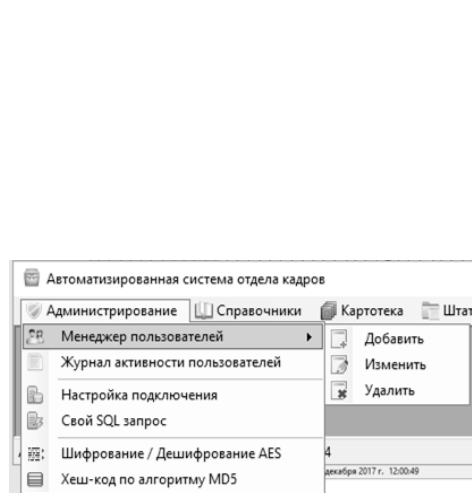 Автоматизированная система отдела кадров
Администрирование Справочники Картотека Штат
Менеджер пользователей Добавить
Журнал активности пользователей Изменить
Настройка подключения Удалить
Свой SQL запрос
Шифрование / Дешифрование AES 4
Хеш-код по алгоритму MD5 декабря 2017 г. 12:00:49